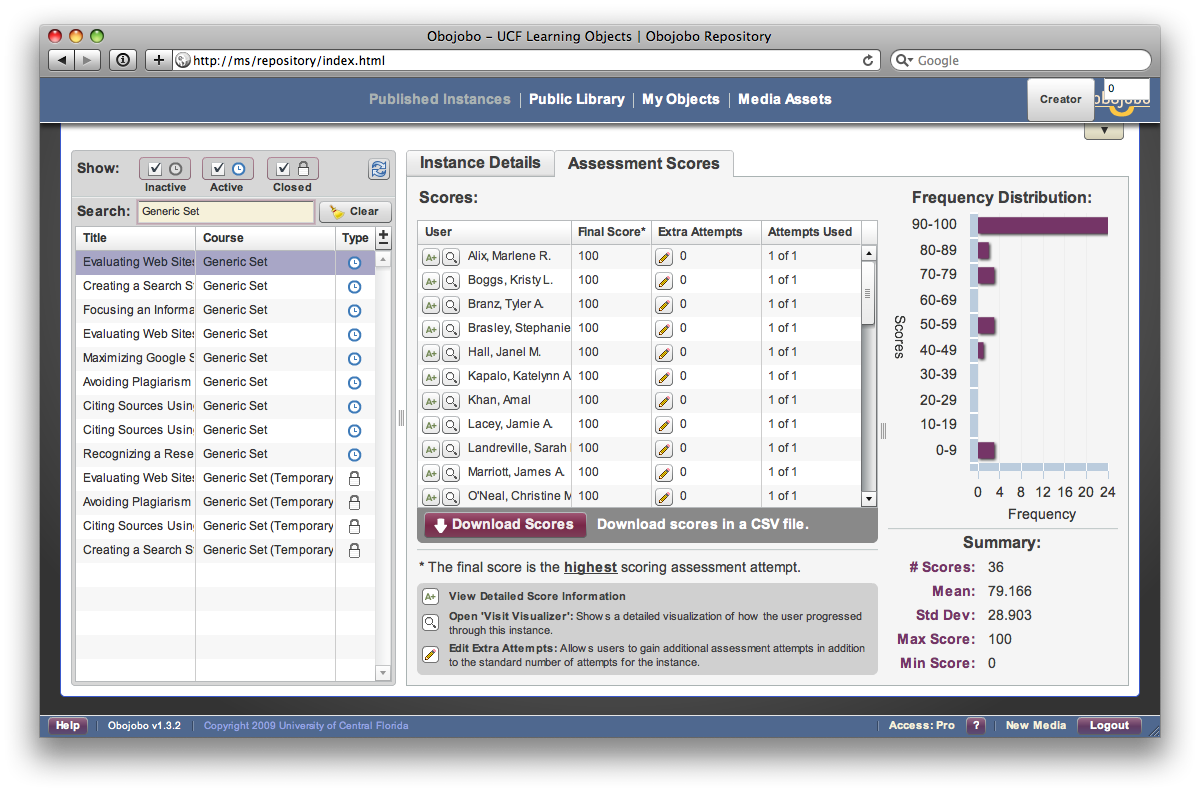 Obojobo – UCF Learning Objects | Obojobo Repository
http://ms/repository/index.html
Google
Published Instances | Public Library | My Objects | Media Assets
Creator
0
obojobo
Show:
Inactive
Active
Closed
Search: Generic Set Clear
Title Course Type
Evaluating Web Sites Generic Set
Creating a Search St Generic Set
Focusing an Informa Generic Set
Evaluating Web Sites Generic Set
Maximizing Google S Generic Set
Avoiding Plagiarism Generic Set
Citing Sources Using Generic Set
Citing Sources Using Generic Set
Recognizing a Rese Generic Set
Evaluating Web Sites Generic Set (Temporary
Avoiding Plagiarism Generic Set (Temporary
Citing Sources Using Generic Set (Temporary
Creating a Search St Generic Set (Temporary
Instance Details
Assessment Scores
Scores:
User Final Score* Extra Attempts Attempts Used
A+ Alix, Marlene R. 100 0 1 of 1
A+ Boggs, Kristy L. 100 0 1 of 1
A+ Branz, Tyler A. 100 0 1 of 1
A+ Brasley, Stephanie 100 0 1 of 1
A+ Hall, Janel M. 100 0 1 of 1
A+ Kapalo, Katelynn A 100 0 1 of 1
A+ Khan, Amal 100 0 1 of 1
A+ Lacey, Jamie A. 100 0 1 of 1
A+ Landreville, Sarah 100 0 1 of 1
A+ Marriott, James A. 100 0 1 of 1
A+ O'Neal, Christine M 100 0 1 of 1
Download Scores Download scores in a CSV file.
* The final score is the highest scoring assessment attempt.
A+ View Detailed Score Information
Open 'Visit Visualizer': Shows a detailed visualization of how the user progressed
through this instance.
Edit Extra Attempts: Allows users to gain additional assessment attempts in addition
to the standard number of attempts for the instance.
Frequency Distribution:
Scores
90-100
80-89
70-79
60-69
50-59
40-49
30-39
20-29
10-19
0-9
0 4 8 12 16 20 24
Frequency
Summary:
# Scores: 36
Mean: 79.166
Std Dev: 28.903
Max Score: 100
Min Score: 0
Help | Obojobo v1.3.2 | Copyright 2009 University of Central Florida
Access: Pro ? | New Media Logout